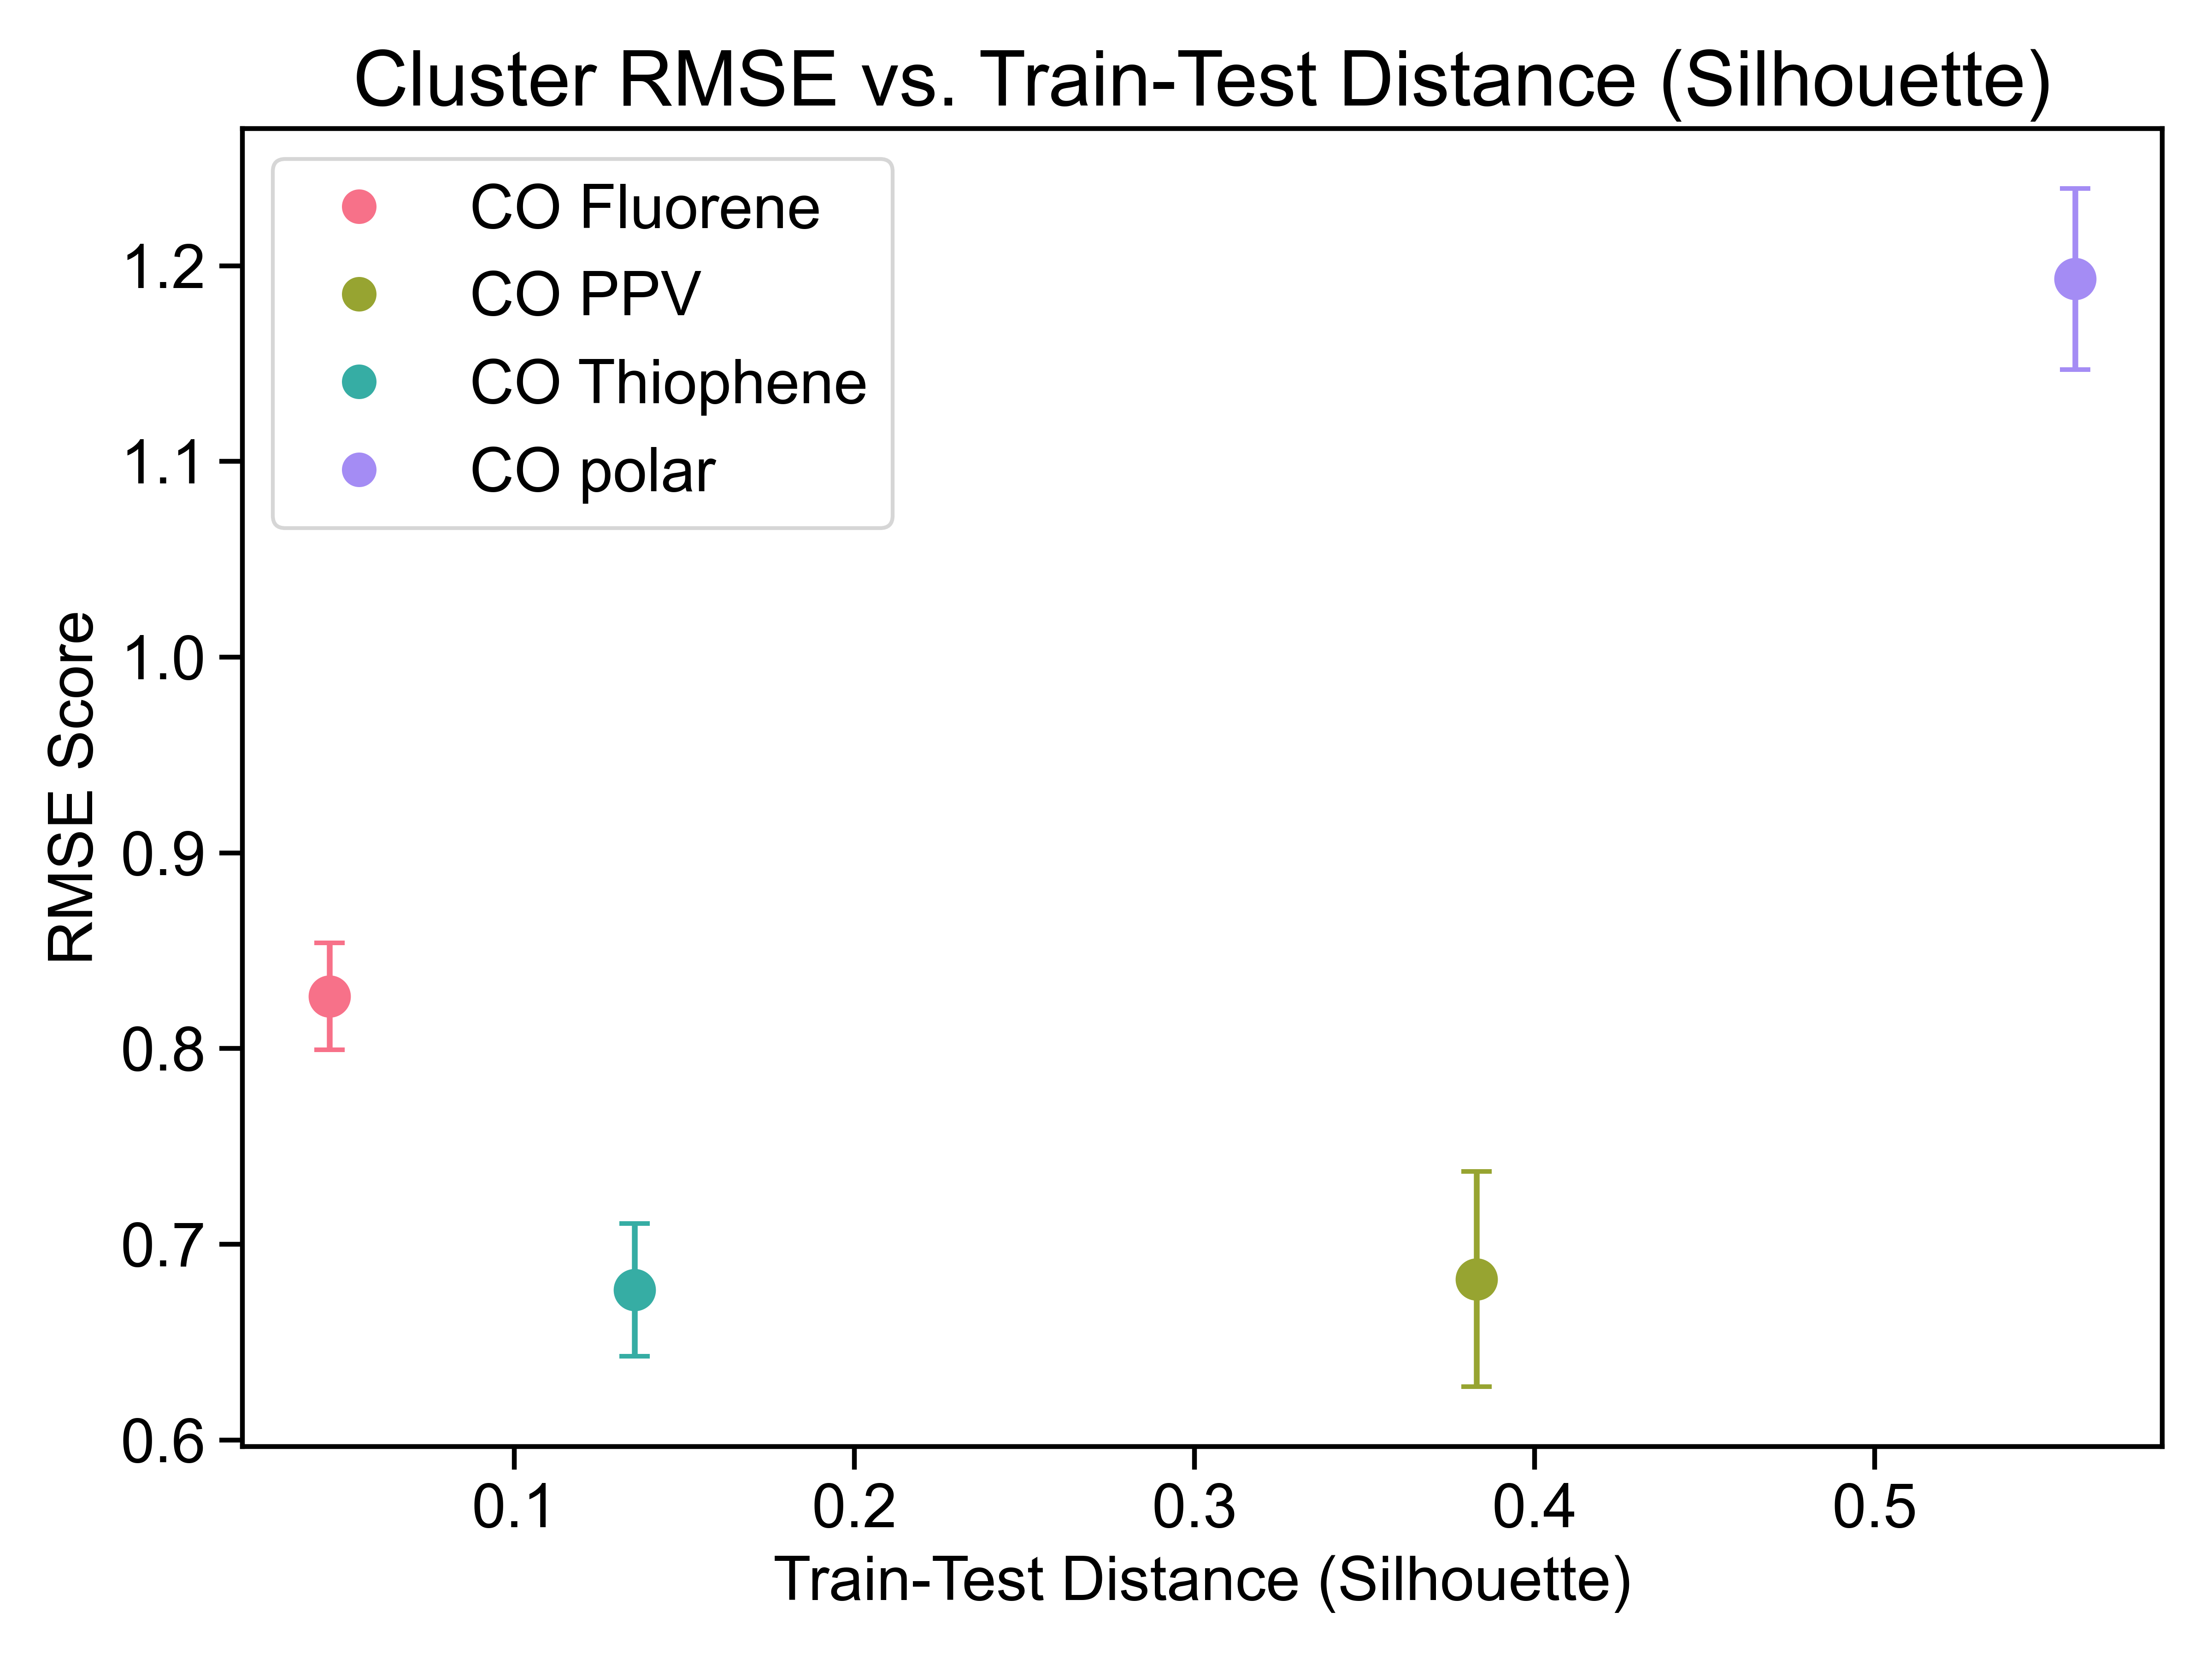 Cluster RMSE vs. Train-Test Distance (Silhouette)
CO Fluorene
CO PPV
CO Thiophene
CO polar
RMSE Score
1.2
1.1
1.0
0.9
0.8
0.7
0.6
0.1 0.2 0.3 0.4 0.5
Train-Test Distance (Silhouette)